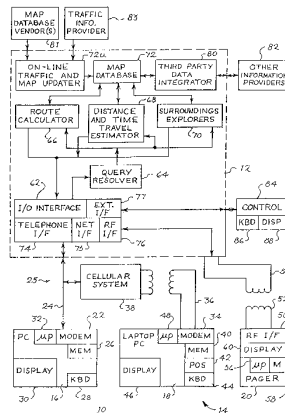 MAP DATABASE VENDOR(S)
TRAFFIC INFO. PROVIDER
83
81
72a
72
80
82
ON-LINE TRAFFIC AND MAP UPDATER
MAP DATABASE
THIRD PARTY DATA INTEGRATOR
OTHER INFORMATION PROVIDERS
68
ROUTE CALCULATOR
DISTANCE AND TIME TRAVEL ESTIMATOR
SURROUNDINGS EXPLORERS
66
70
QUERY RESOLVER
64
12
62
77
84
I/O INTERFACE
EXT. I/F
CONTROL
TELEPHONE I/F
NET I/F
RF I/F
KBD
DISP
74
75
76
86
88
25
CELLULAR SYSTEM
38
24
36
32
22
48
34
PC
μP
MODEM
26
MEM
DISPLAY
KBD
30
16
28
LAPTOP PC
μP
MODEM
40
MEM
42
POS
DISPLAY
KBD
44
46
18
RF I/F
60
DISPLAY
56
μP
M
PAGER
20
58
10
14